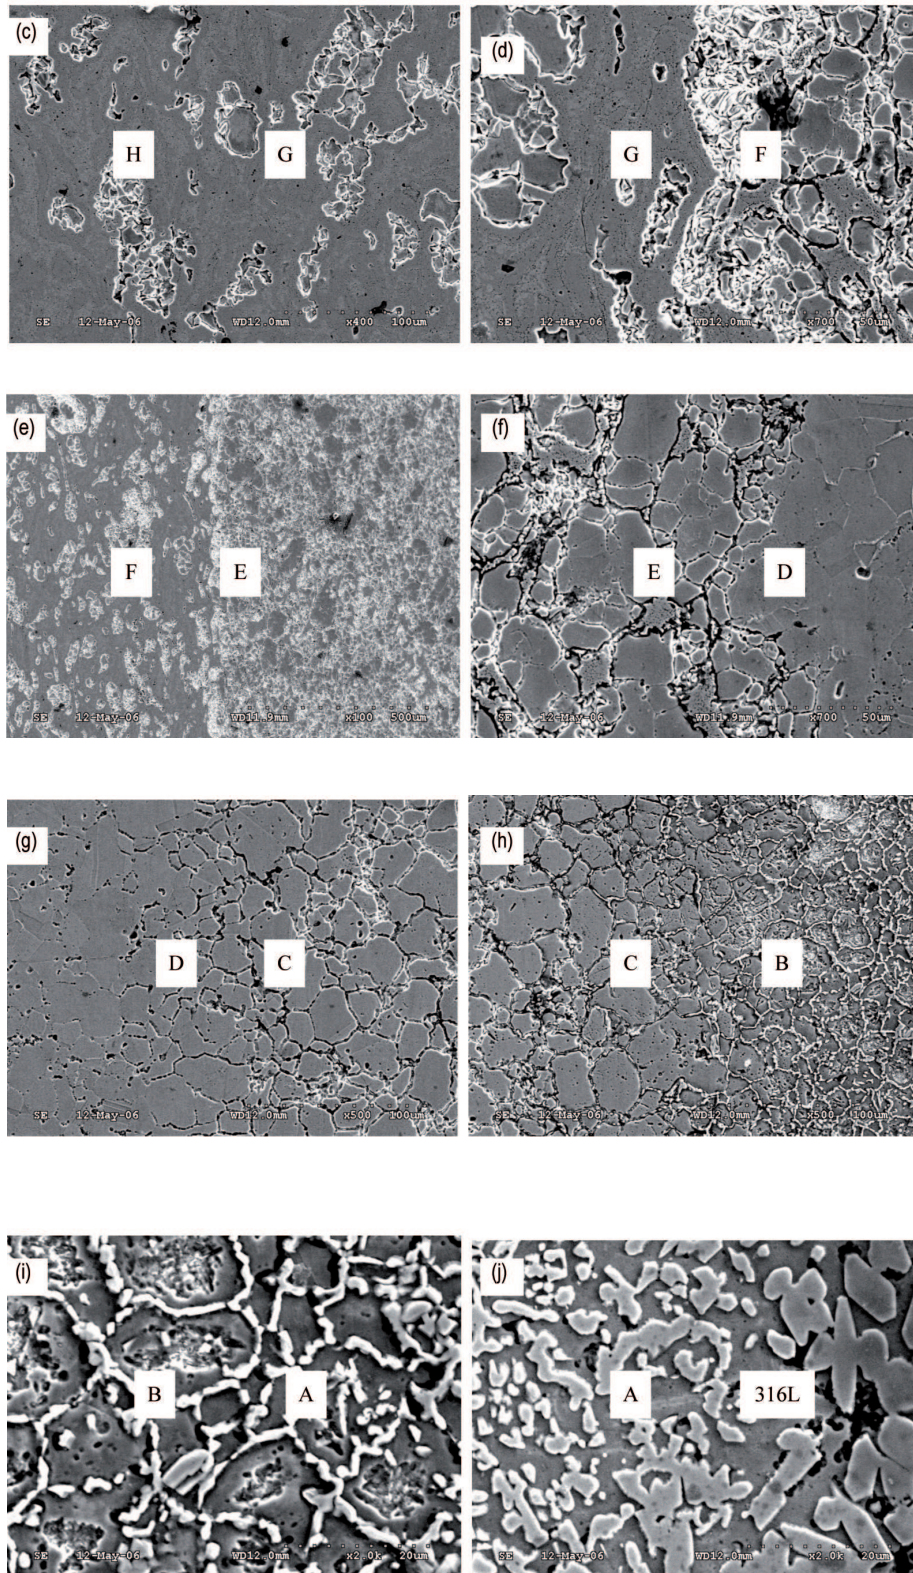 (c)
H
G
SE 12-May-06 WD12.0mm x400 100um
(d)
G
F
SE 12-May-06 WD12.0mm x700 50um
(e)
F
E
SE 12-May-06 WD11.9mm x100 500um
(f)
E
D
SE 12-May-06 WD11.9mm x700 50um
(g)
D
C
SE 12-May-06 WD12.0mm x500 100um
(h)
C
B
SE 12-May-06 WD12.0mm x500 100um
(i)
B
A
SE 12-May-06 WD12.0mm x2.0k 20um
(j)
A
316L
SE 12-May-06 WD12.0mm x2.0k 20um